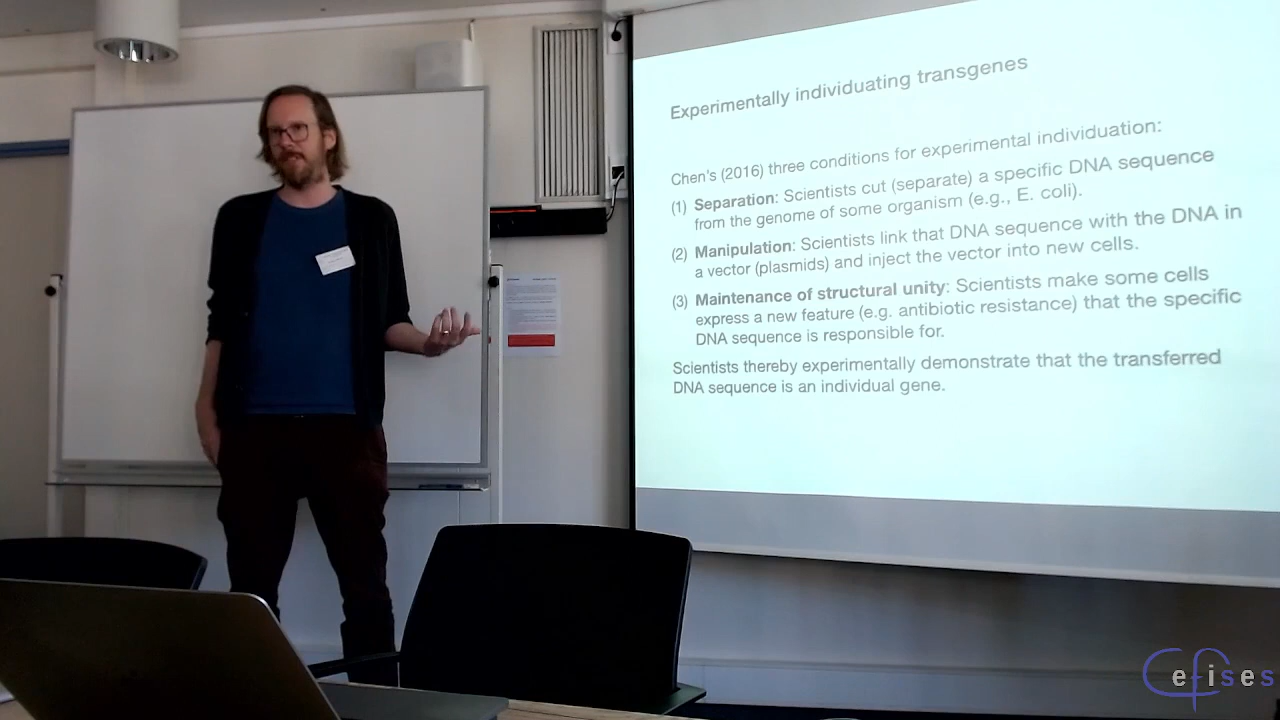 Experimentally individuating transgenes
Chen's (2016) three conditions for experimental individuation:
(1) Separation: Scientists cut (separate) a specific DNA sequence
from the genome of some organism (e.g., E. coli).
(2) Manipulation: Scientists link that DNA sequence with the DNA in
a vector (plasmids) and inject the vector into new cells.
(3) Maintenance of structural unity: Scientists make some cells
express a new feature (e.g. antibiotic resistance) that the specific
DNA sequence is responsible for.
Scientists thereby experimentally demonstrate that the transferred
DNA sequence is an individual gene.
Cefises